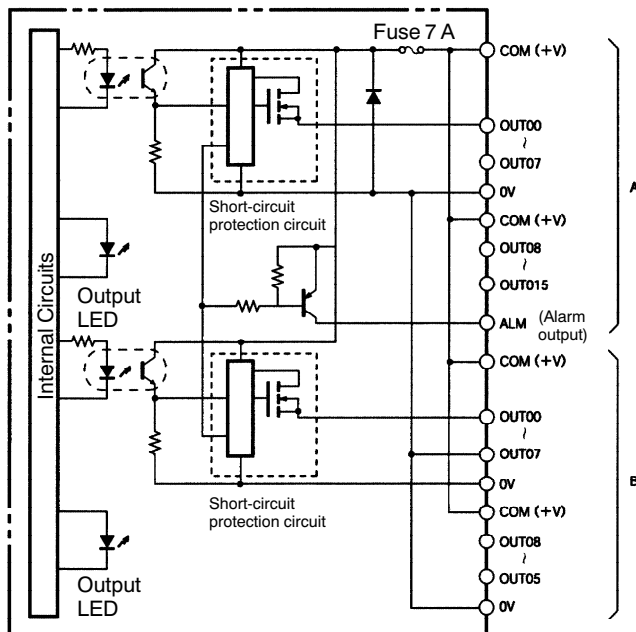 Fuse 7 A
COM (+V)
OUT00
~
OUT07
0V
A
COM (+V)
OUT08
~
OUT015
ALM (Alarm output)
Short-circuit
protection circuit
Internal Circuits
Output
LED
COM (+V)
OUT00
~
OUT07
0V
B
COM (+V)
OUT08
~
OUT05
0V
Short-circuit
protection circuit
Output
LED